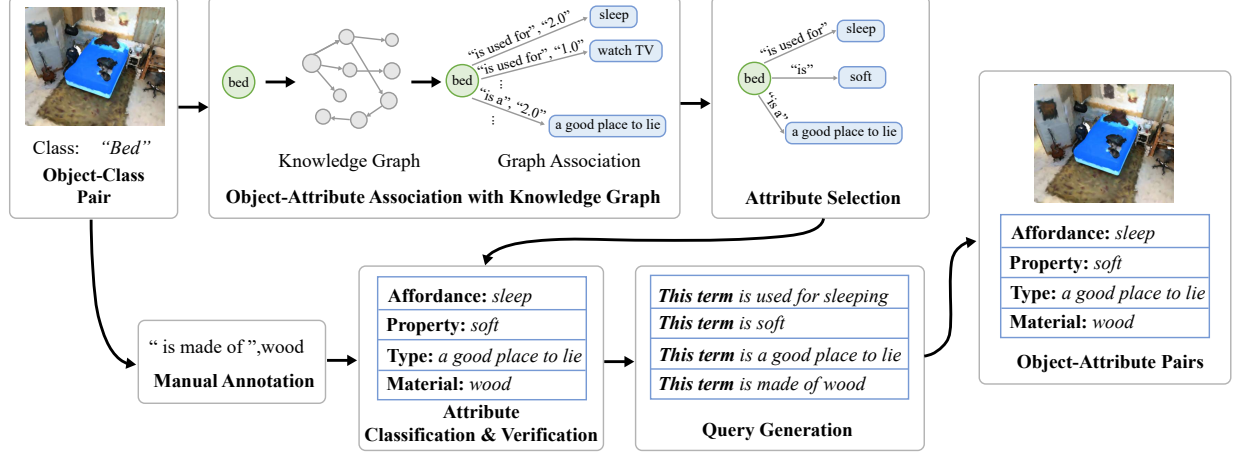 Class: “Bed”
Object-Class
Pair
bed
Knowledge Graph
bed
“is used for”, “2.0”
sleep
“is used for”, “1.0”
watch TV
⋮
“is a”, “2.0”
⋮
a good place to lie
Graph Association
Object-Attribute Association with Knowledge Graph
bed
“is used for”
sleep
“is”
soft
“is a”
a good place to lie
Attribute Selection
“ is made of ”,wood
Manual Annotation
Affordance: sleep
Property: soft
Type: a good place to lie
Material: wood
Attribute
Classification & Verification
This term is used for sleeping
This term is soft
This term is a good place to lie
This term is made of wood
Query Generation
Affordance: sleep
Property: soft
Type: a good place to lie
Material: wood
Object-Attribute Pairs